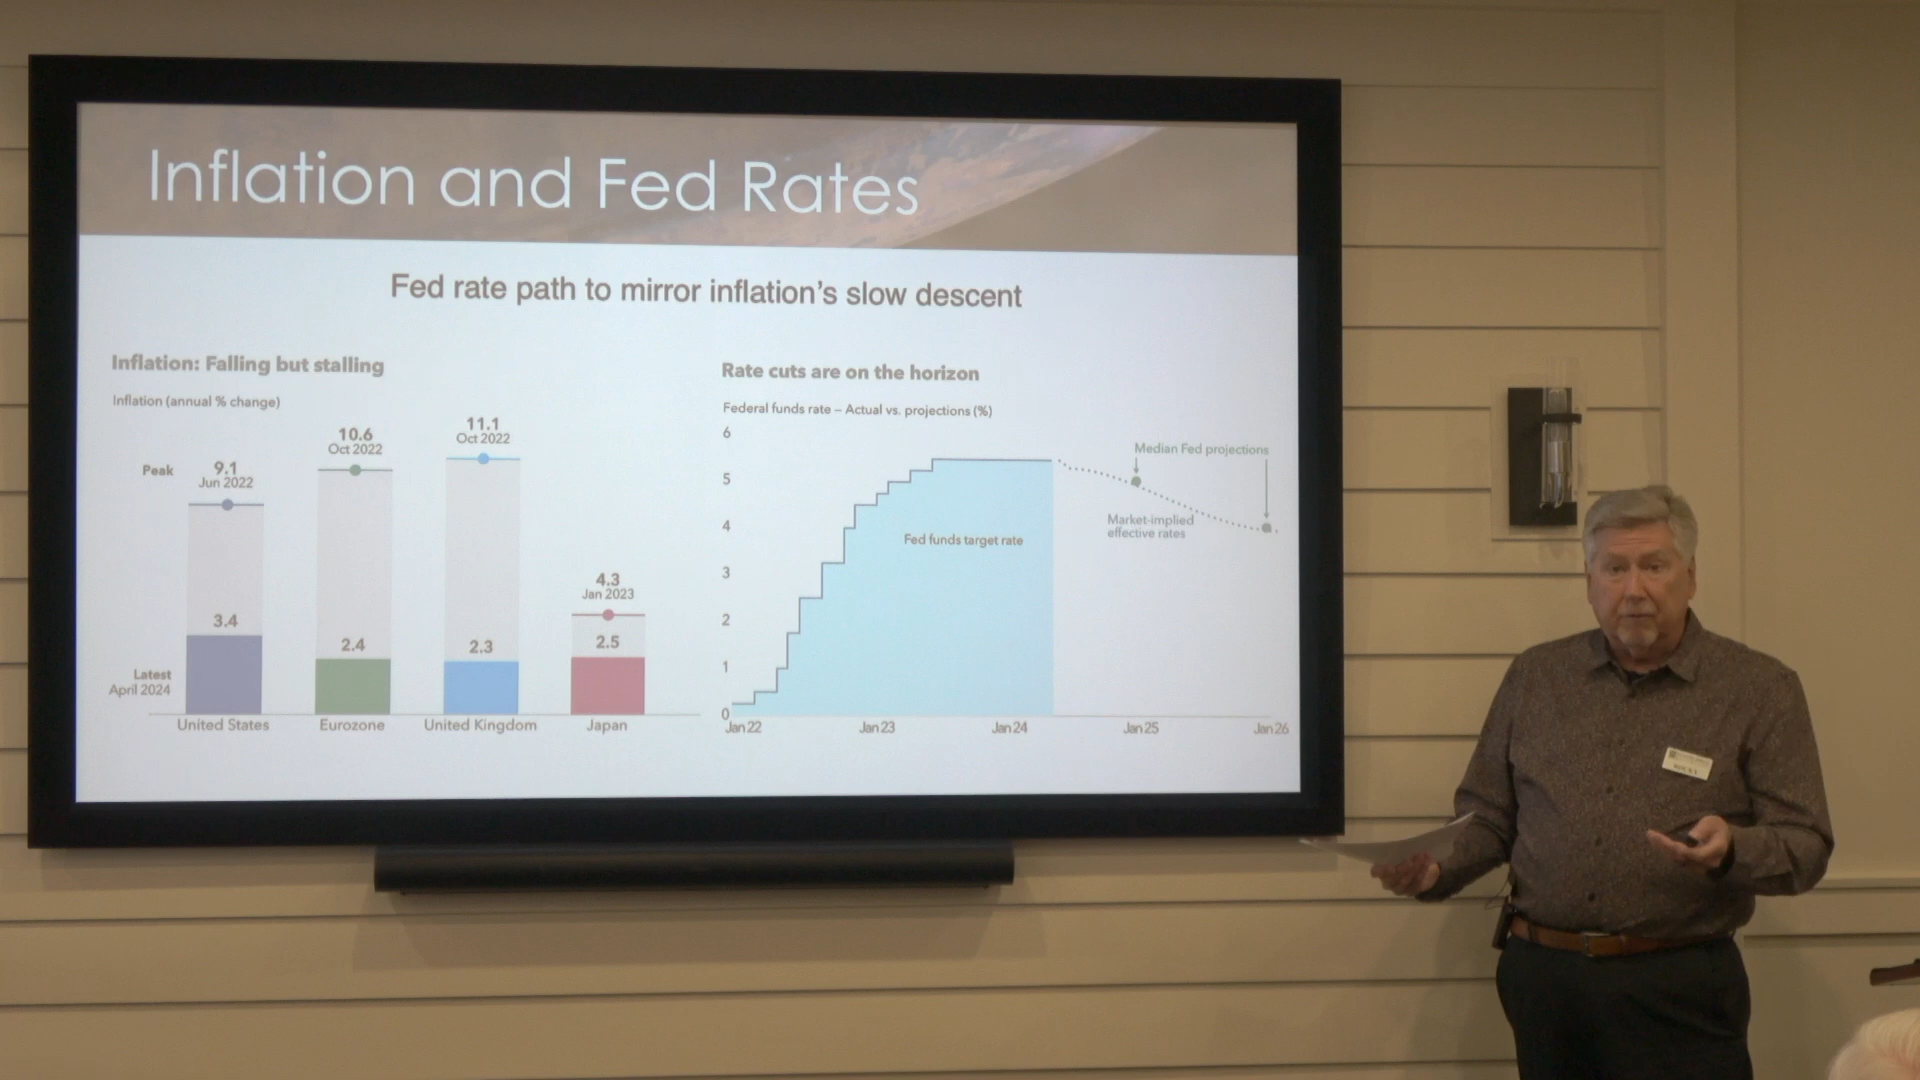 Inflation and Fed Rates
Fed rate path to mirror inflation's slow descent
Inflation: Falling but stalling
Inflation (annual % change)
Peak
9.1
Jun 2022
10.6
Oct 2022
11.1
Oct 2022
4.3
Jan 2023
3.4
2.4
2.3
2.5
Latest
April 2024
United States
Eurozone
United Kingdom
Japan
Rate cuts are on the horizon
Federal funds rate – Actual vs. projections (%)
6
5
4
3
2
1
0
Median Fed projections
Market-implied
effective rates
Fed funds target rate
Jan 22
Jan 23
Jan 24
Jan 25
Jan 26